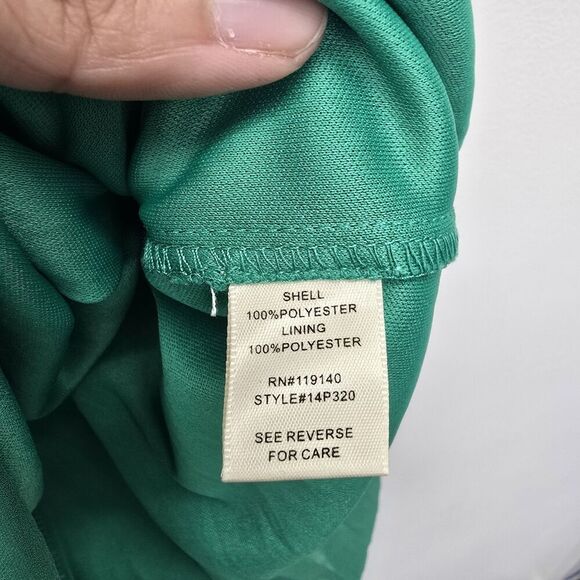 SHELL
100%POLYESTER
LINING
100%POLYESTER
RN#119140
STYLE#14P320
SEE REVERSE
FOR CARE